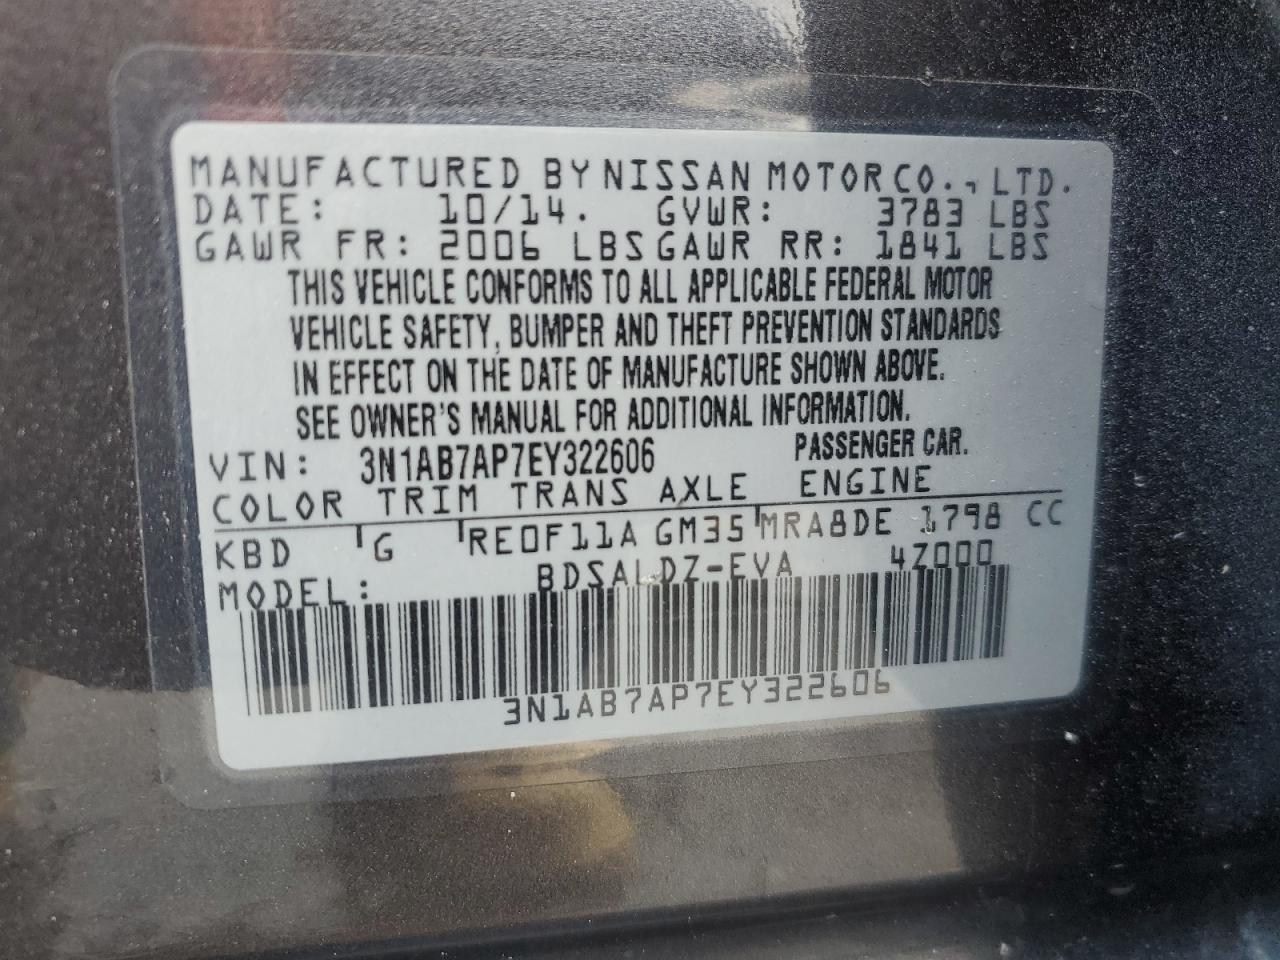 MANUFACTURED BY NISSAN MOTOR CO., LTD.
DATE: 10/14. GVWR: 3783 LBS
GAWR FR: 2006 LBS GAWR RR: 1841 LBS
THIS VEHICLE CONFORMS TO ALL APPLICABLE FEDERAL MOTOR
VEHICLE SAFETY, BUMPER AND THEFT PREVENTION STANDARDS
IN EFFECT ON THE DATE OF MANUFACTURE SHOWN ABOVE.
SEE OWNER'S MANUAL FOR ADDITIONAL INFORMATION.
VIN: 3N1AB7AP7EY322606 PASSENGER CAR.
COLOR TRIM TRANS AXLE ENGINE
KBD G RE0F11A GM35 MRA8DE 1798 CC
MODEL: BDSALDZ-EVA 4Z000
3N1AB7AP7EY322606